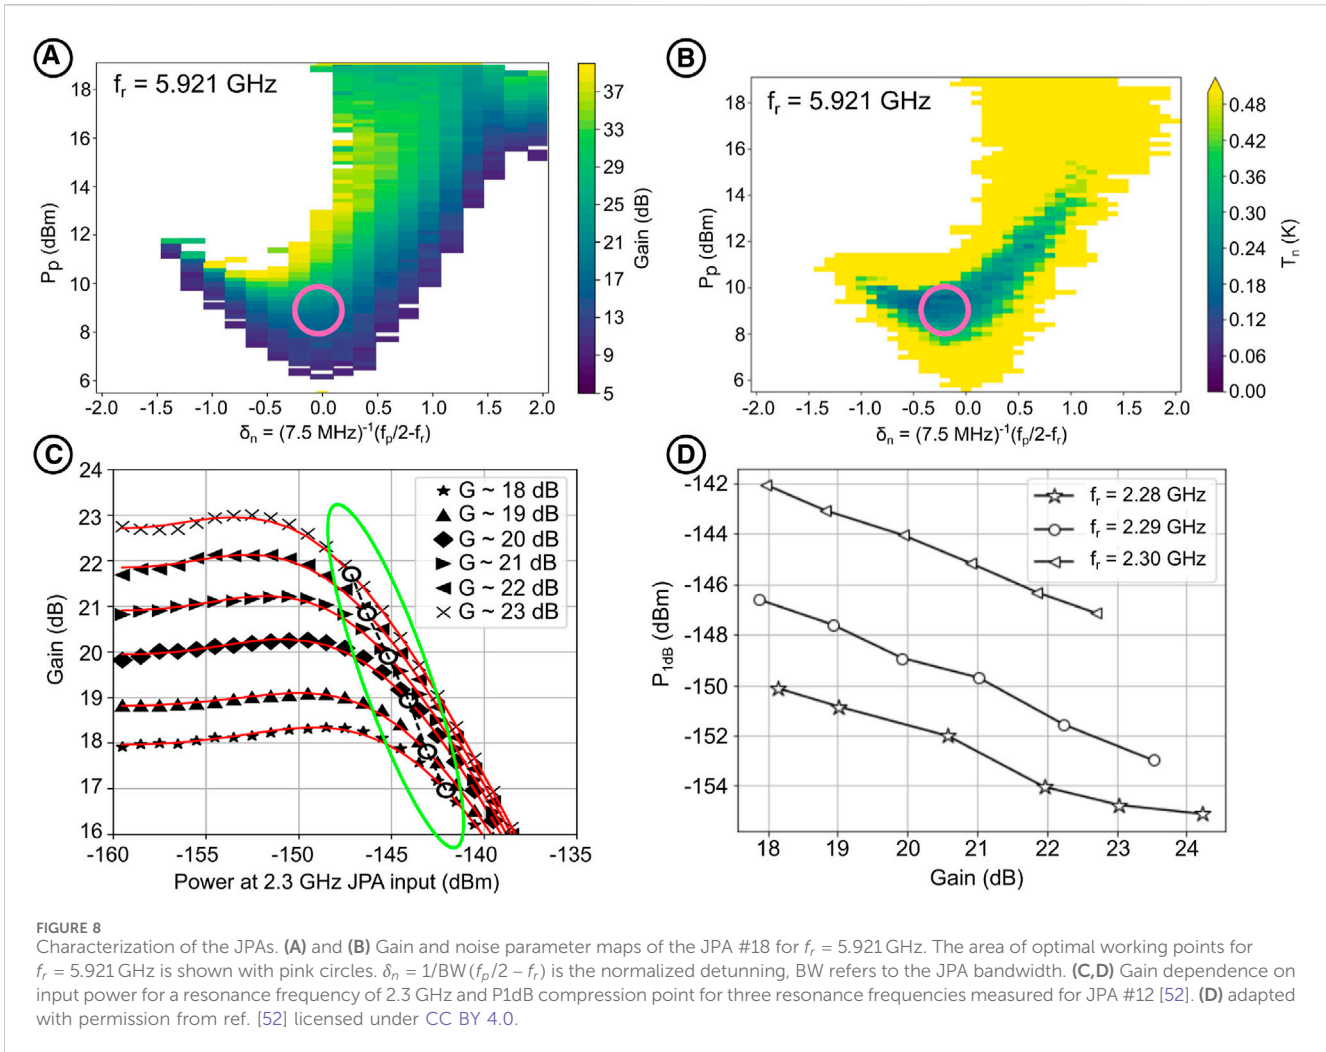 A
f_r = 5.921 GHz
18
16
14
12
10
8
6
P_p (dBm)
-2.0 -1.5 -1.0 -0.5 0.0 0.5 1.0 1.5 2.0
δ_n = (7.5 MHz)^-1(f_p/2-f_r)
37
33
29
25
21
17
13
9
5
Gain (dB)
B
f_r = 5.921 GHz
18
16
14
12
10
8
6
P_p (dBm)
-2.0 -1.5 -1.0 -0.5 0.0 0.5 1.0 1.5 2.0
δ_n = (7.5 MHz)^-1(f_p/2-f_r)
0.48
0.42
0.36
0.30
0.24
0.18
0.12
0.06
0.00
T_n (K)
C
24
23
22
21
20
19
18
17
16
Gain (dB)
G ~ 18 dB
G ~ 19 dB
G ~ 20 dB
G ~ 21 dB
G ~ 22 dB
G ~ 23 dB
-160 -155 -150 -145 -140 -135
Power at 2.3 GHz JPA input (dBm)
D
-142
-144
-146
-148
-150
-152
-154
P_1dB (dBm)
f_r = 2.28 GHz
f_r = 2.29 GHz
f_r = 2.30 GHz
18 19 20 21 22 23 24
Gain (dB)
FIGURE 8
Characterization of the JPAs. (A) and (B) Gain and noise parameter maps of the JPA #18 for f_r = 5.921 GHz. The area of optimal working points for
f_r = 5.921 GHz is shown with pink circles. δ_n = 1/BW(f_p/2 – f_r) is the normalized detunning, BW refers to the JPA bandwidth. (C,D) Gain dependence on
input power for a resonance frequency of 2.3 GHz and P1dB compression point for three resonance frequencies measured for JPA #12 [52]. (D) adapted
with permission from ref. [52] licensed under CC BY 4.0.